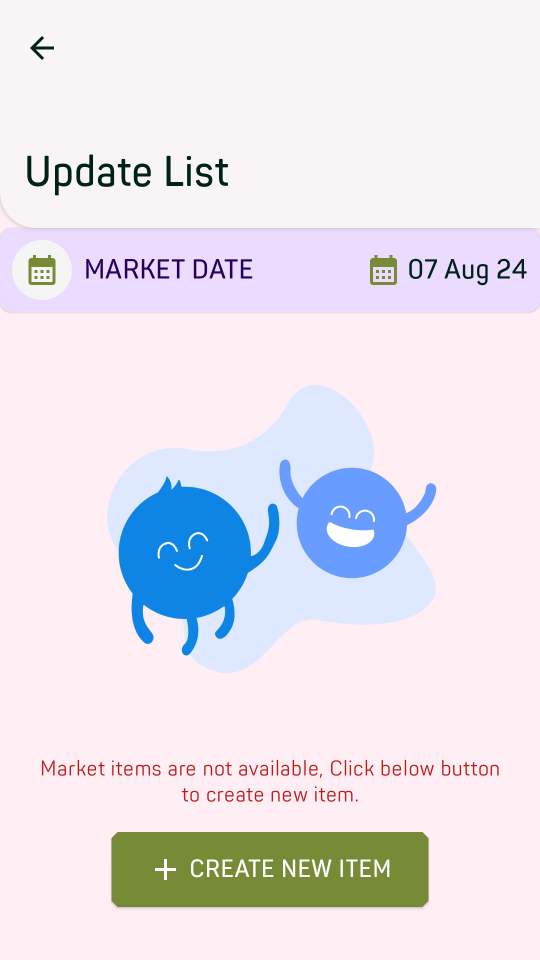 Update List
MARKET DATE 07 Aug 24
Market items are not available, Click below button
to create new item.
CREATE NEW ITEM